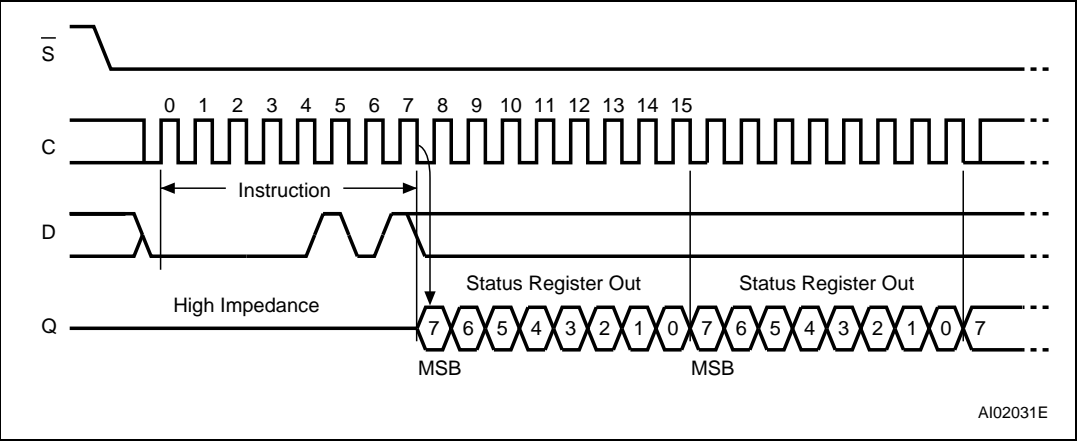 S
0 1 2 3 4 5 6 7 8 9 10 11 12 13 14 15
C
Instruction
D
Status Register Out Status Register Out
High Impedance
Q 7 6 5 4 3 2 1 0 7 6 5 4 3 2 1 0 7
MSB MSB
AI02031E